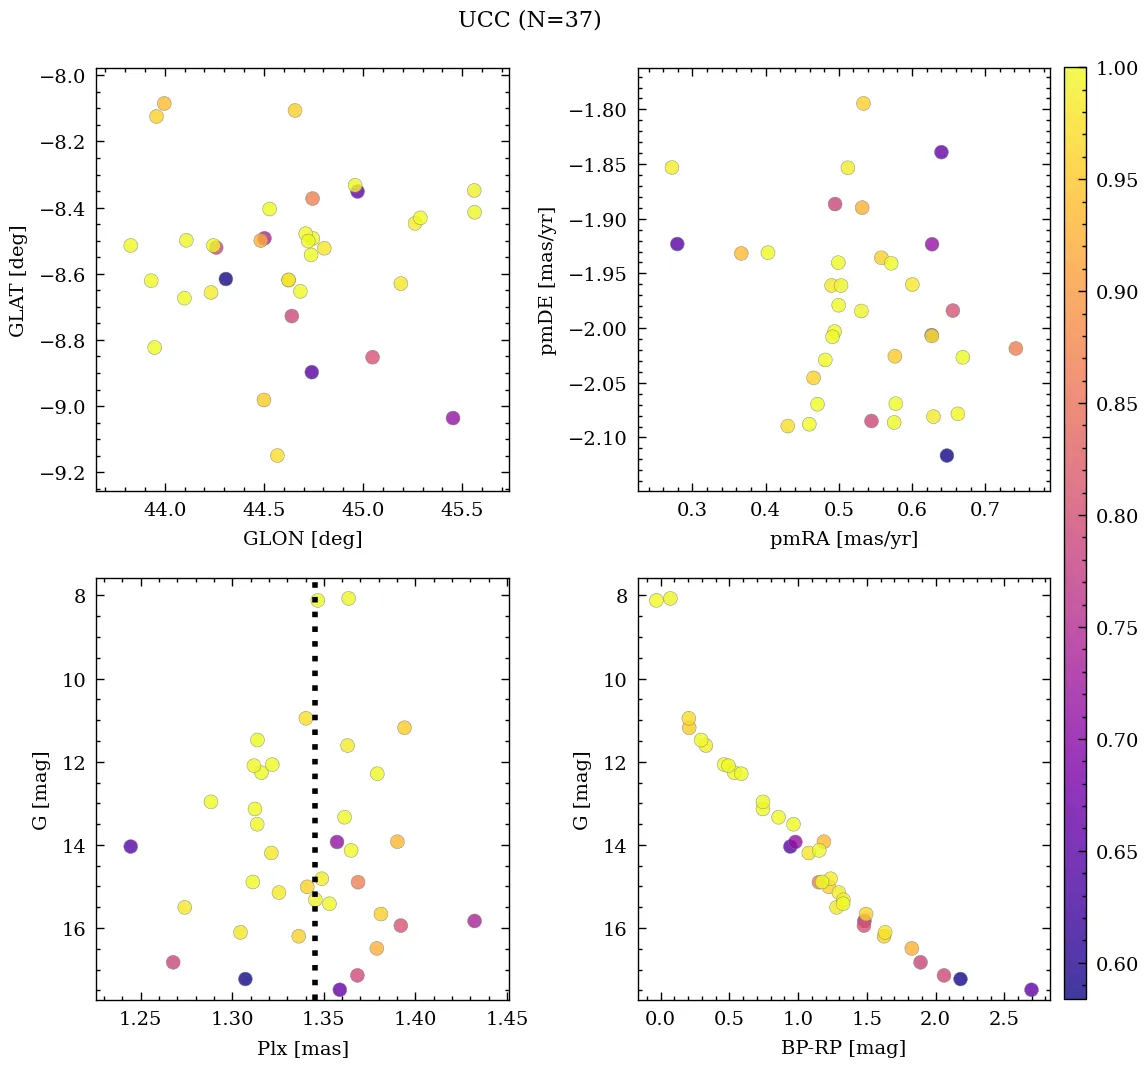 UCC (N=37)
−8.0
−8.2
−8.4
−8.6
−8.8
−9.0
−9.2
GLAT [deg]
44.0 44.5 45.0 45.5
GLON [deg]
−1.80
−1.85
−1.90
−1.95
−2.00
−2.05
−2.10
pmDE [mas/yr]
0.3 0.4 0.5 0.6 0.7
pmRA [mas/yr]
8
10
12
14
16
G [mag]
1.25 1.30 1.35 1.40 1.45
Plx [mas]
8
10
12
14
16
G [mag]
0.0 0.5 1.0 1.5 2.0 2.5
BP-RP [mag]
1.00
0.95
0.90
0.85
0.80
0.75
0.70
0.65
0.60